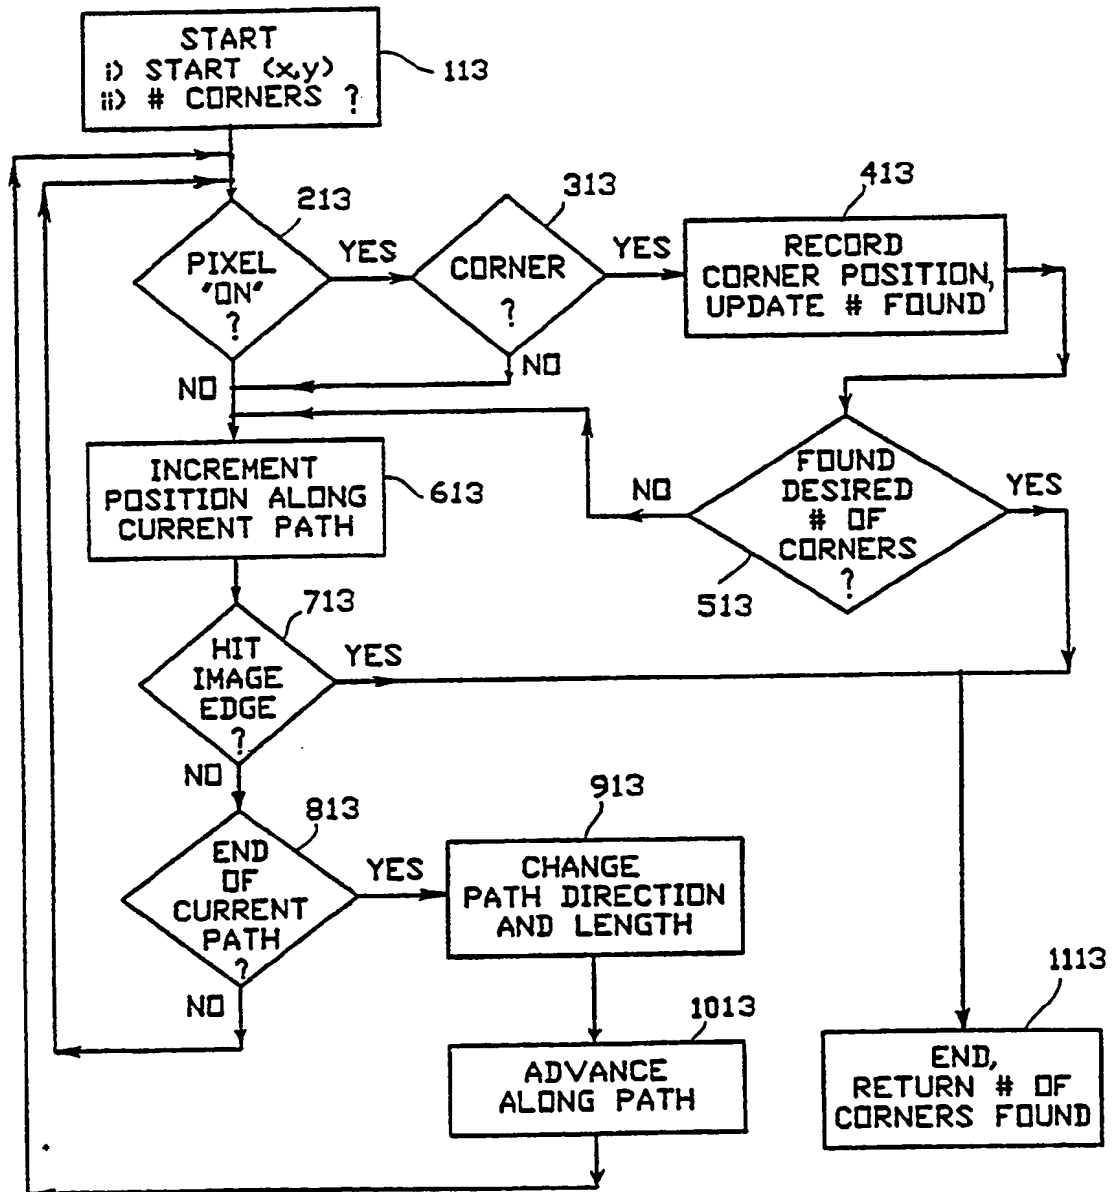 START
i) START (x,y)
ii) # CORNERS ?
113
213
313
413
PIXEL
"ON"
?
YES
NO
CORNER
?
YES
NO
RECORD
CORNER POSITION,
UPDATE # FOUND
INCREMENT
POSITION ALONG
CURRENT PATH
613
FOUND
DESIRED
# OF
CORNERS
?
NO
YES
513
713
HIT
IMAGE
EDGE
?
YES
NO
813
END
OF
CURRENT
PATH
?
YES
NO
913
CHANGE
PATH DIRECTION
AND LENGTH
1013
ADVANCE
ALONG PATH
1113
END,
RETURN # OF
CORNERS FOUND